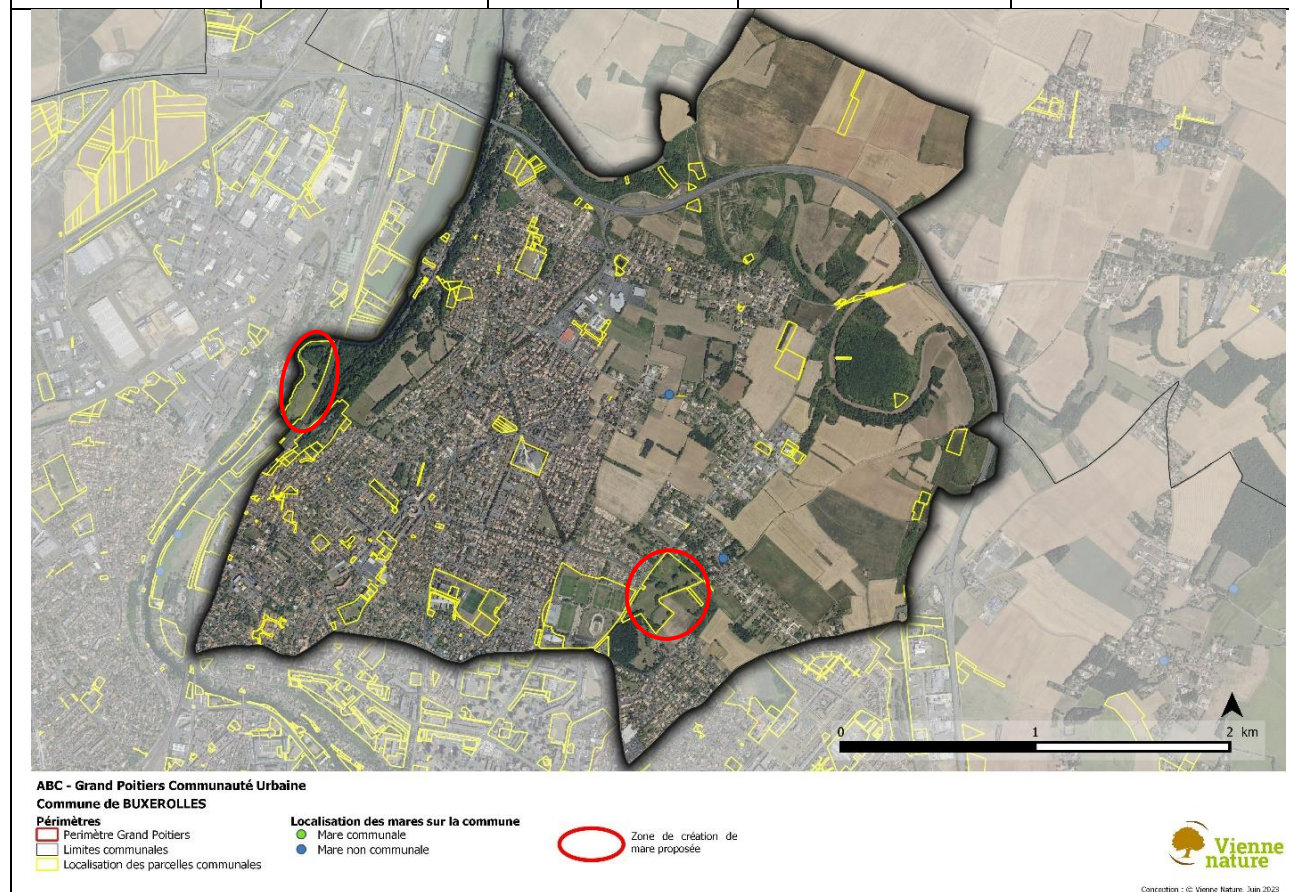 0 1 2 km
ABC - Grand Poitiers Communauté Urbaine
Commune de BUXEROLLES
Périmètres
Perimètre Grand Poitiers
Limites communales
Localisation des parcelles communales
Localisation des mares sur la commune
Mare communale
Mare non communale
Zone de création de
mare proposée
Vienne
nature
Conception : © Vienne Nature, Juin 2023